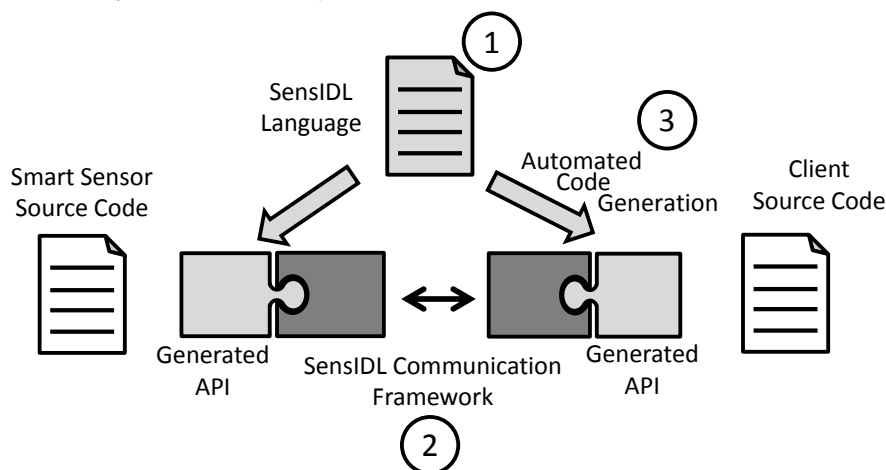 1
SensIDL
Language
3
Automated
Code
Generation
Smart Sensor
Source Code
Client
Source Code
Generated
API
SensIDL Communication
Framework
Generated
API
2